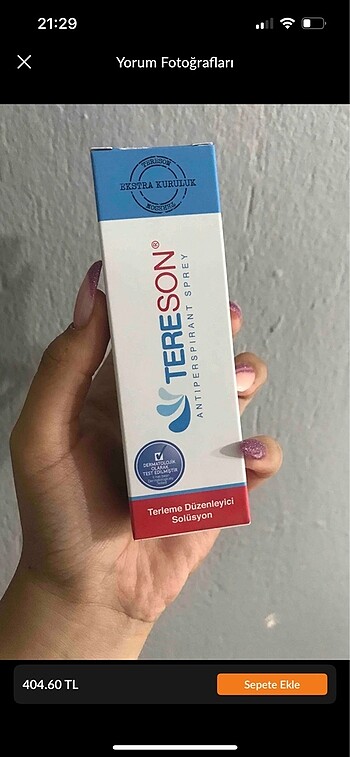 21:29
Yorum Fotoğrafları
TERESON
EKSTRA KURULUK
TERESON®
ANTIPERSPIRANT SPREY
DERMATOLOJİK
OLARAK
TEST EDİLMİŞTİR
Terleme Düzenleyici
Solüsyon
404.60 TL
Sepete Ekle